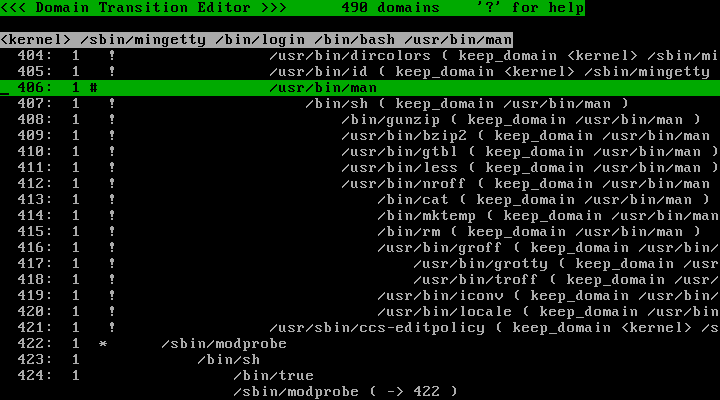 <<< Domain Transition Editor >>>      490 domains    '?' for help
<kernel> /sbin/mingetty /bin/login /bin/bash /usr/bin/man
404:  1   !                 /usr/bin/dircolors ( keep_domain <kernel> /sbin/mi
405:  1   !                 /usr/bin/id ( keep_domain <kernel> /sbin/mingetty
406:  1 #                   /usr/bin/man
407:  1   !                     /bin/sh ( keep_domain /usr/bin/man )
408:  1   !                         /bin/gunzip ( keep_domain /usr/bin/man )
409:  1   !                         /usr/bin/bzip2 ( keep_domain /usr/bin/man
410:  1   !                         /usr/bin/gtbl ( keep_domain /usr/bin/man )
411:  1   !                         /usr/bin/less ( keep_domain /usr/bin/man )
412:  1   !                         /usr/bin/nroff ( keep_domain /usr/bin/man
413:  1   !                             /bin/cat ( keep_domain /usr/bin/man )
414:  1   !                             /bin/mktemp ( keep_domain /usr/bin/man
415:  1   !                             /bin/rm ( keep_domain /usr/bin/man )
416:  1   !                             /usr/bin/groff ( keep_domain /usr/bin/
417:  1   !                                 /usr/bin/grotty ( keep_domain /usr
418:  1   !                                 /usr/bin/troff ( keep_domain /usr/
419:  1   !                             /usr/bin/iconv ( keep_domain /usr/bin/
420:  1   !                             /usr/bin/locale ( keep_domain /usr/bin
421:  1   !                 /usr/sbin/ccs-editpolicy ( keep_domain <kernel> /s
422:  1  *      /sbin/modprobe
423:  1             /bin/sh
424:  1                 /bin/true
/sbin/modprobe ( -> 422 )